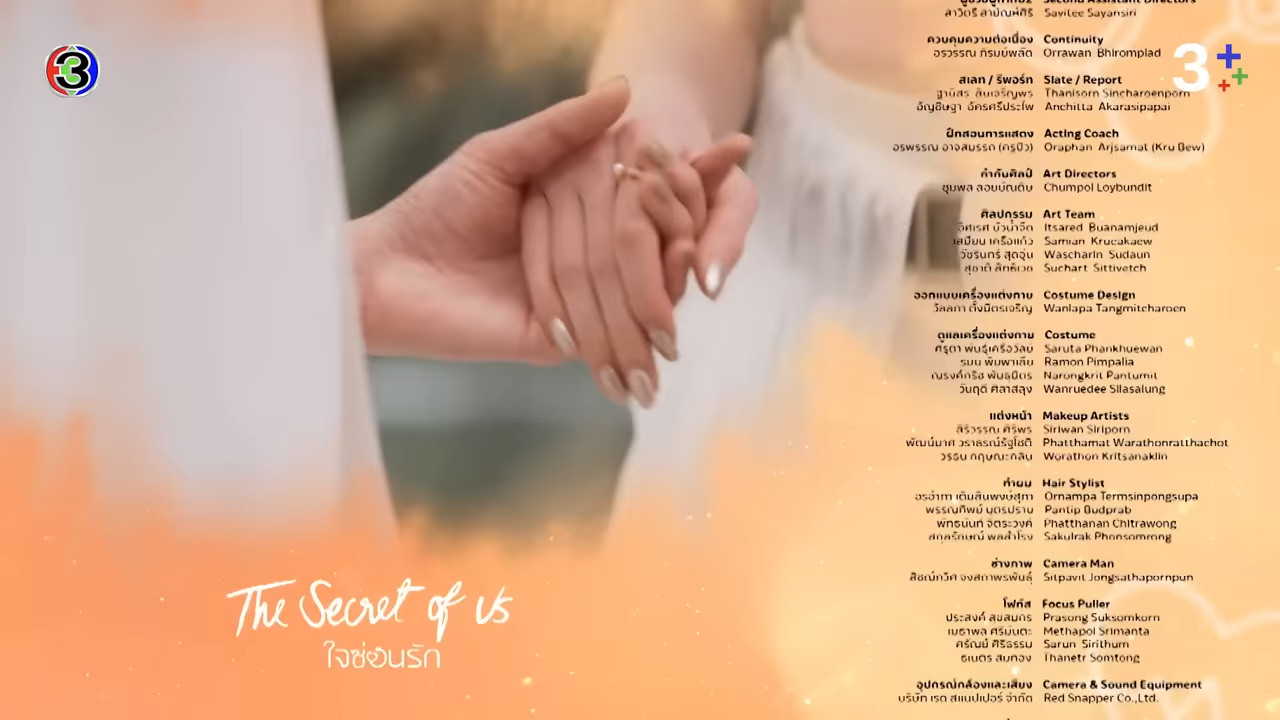 ผู้ช่วยผู้กำกับ2 Second Assistant Directors
สาวิตรี สายัณห์ศิริ Savitee Sayansiri
ควบคุมความต่อเนื่อง Continuity
อรวรรณ ภิรมย์พลัด Orrawan Bhiromplad
3
3+
สเลท / รีพอร์ท Slate / Report
ฐานิสร สินเจริญพร Thanisorn Sincharoenporn
อัญชิษฐา อัครศรีประไพ Anchitta Akarasipapai
ฝึกสอนการแสดง Acting Coach
อรพรรณ อาจสมรรถ (ครูบิว) Oraphan Arjsamat (Kru Bew)
กำกับศิลป์ Art Directors
ชุมพล ลอยบัณดิษ Chumpol Loybundit
ศิลปกรรม Art Team
อิศเรศ บัวน้ำจืด Itsared Buanamjeud
เสมียน เครือแก้ว Samian Krueakaew
วัชรินทร์ สุดอุ่น Wascharin Sudaun
สุชาติ สิทธิเวช Suchart Sittivetch
ออกแบบเครื่องแต่งกาย Costume Design
วัลลภา ตั้งมิตรเจริญ Wanlapa Tangmitcharoen
ดูแลเครื่องแต่งกาย Costume
ศรุตา พันธุ์เครือวัลย์ Saruta Phankhuewan
รมน พิมพาเลีย Ramon Pimpalia
ณรงค์กริช พันธุมิตร Narongkrit Pantumit
วันฤดี ศิลาสลุง Wanruedee Silasalung
แต่งหน้า Makeup Artists
สิริวรรณ ศิริพร Siriwan Siriporn
พัฒน์มาศ วราธรณ์รัฐโชติ Phatthamat Warathonratthachot
วรธน กฤษณะกลิน Worathon Kritsanaklin
ทำผม Hair Stylist
อรอำภา เติมสินพงษ์สุภา Ornampa Termsinpongsupa
พรรณทิพย์ บุตรปราบ Pantip Budprab
พัทธนันท์ จิตระวงค์ Phatthanan Chitrawong
สกุลรักษณ์ พลสำโรง Sakulrak Phonsomrong
ช่างภาพ Camera Man
สิชณ์ภวิศ จงสถาพรพันธุ์ Sitpavit Jongsathapornpun
โฟกัส Focus Puller
ประสงค์ สุขสมกร Prasong Suksomkorn
เมธาพล ศรีมันตะ Methapol Srimanta
ศรัณย์ ศิริธรรม Sarun Sirithum
ธเนตร สมทอง Thanetr Somtong
อุปกรณ์กล้องและเสียง Camera & Sound Equipment
บริษัท เรด สแนปเปอร์ จำกัด Red Snapper Co.,Ltd.
The Secret of us
ใจซ่อนรัก